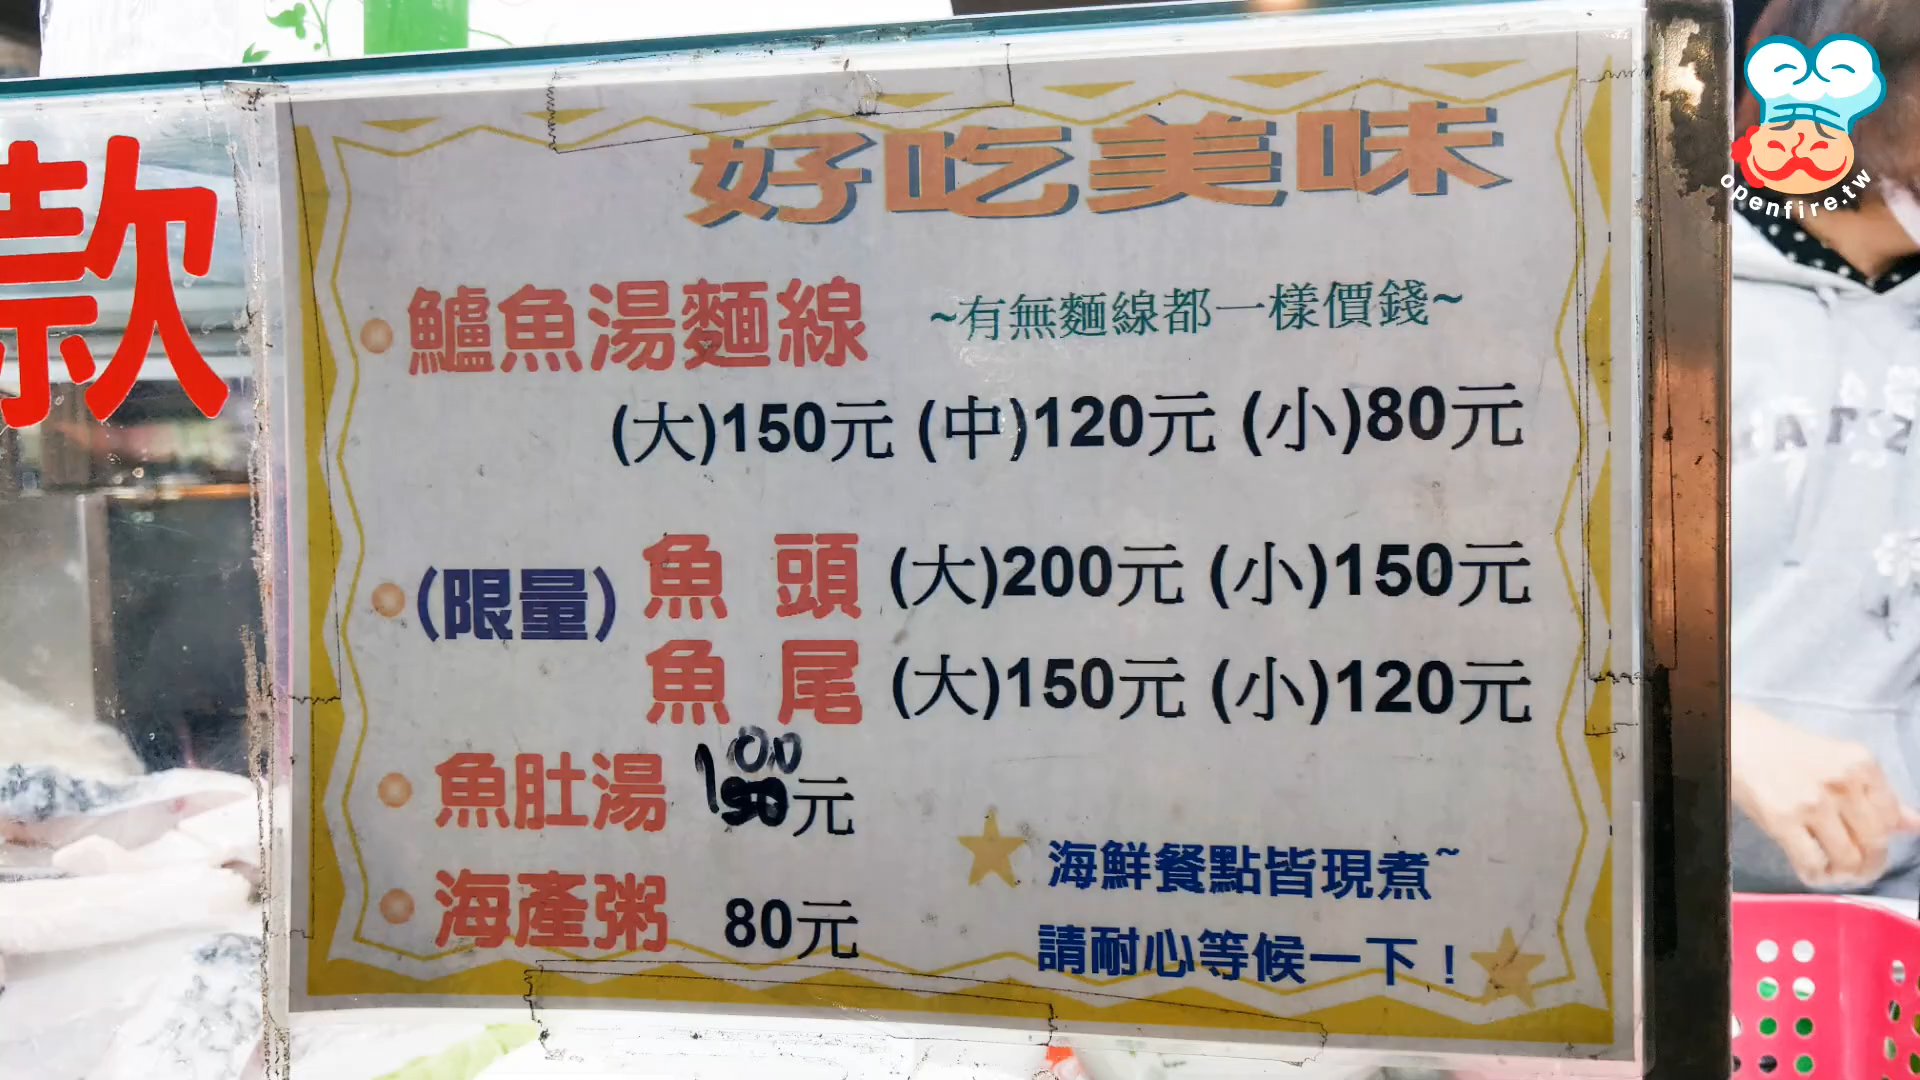 款
好吃美味
鱸魚湯麵線 ~有無麵線都一樣價錢~
(大)150元 (中)120元 (小)80元
(限量) 魚頭 (大)200元 (小)150元
魚尾 (大)150元 (小)120元
魚肚湯 100元
海產粥 80元
海鮮餐點皆現煮~
請耐心等候一下！
openfire.tw